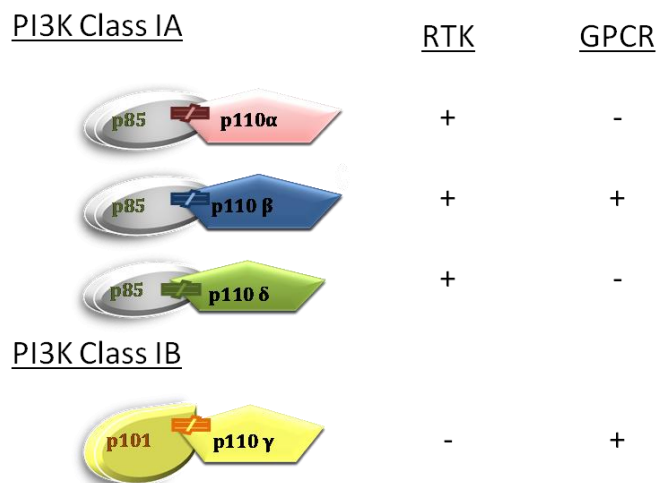 PI3K Class IA RTK GPCR
p85 p110α + -
p85 p110 β + +
p85 p110 δ + -
PI3K Class IB
p101 p110 γ - +